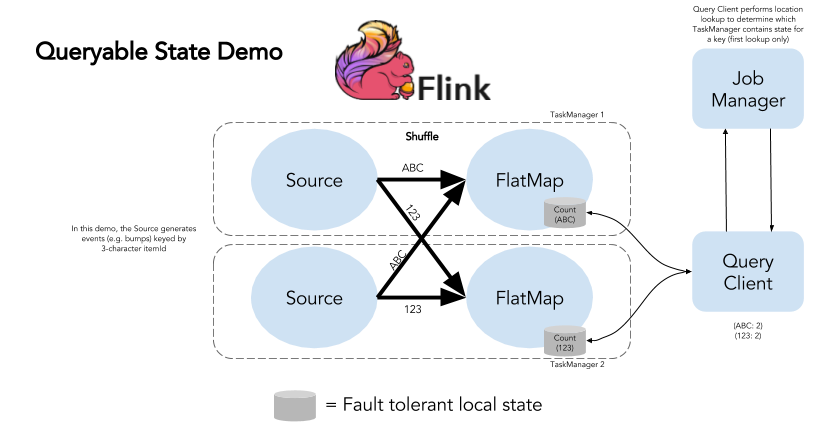 Query Client performs location
lookup to determine which
TaskManager contains state for
a key (first lookup only)
Queryable State Demo
Flink
Job
Manager
TaskManager 1
Shuffle
Source
ABC
FlatMap
123
Count
(ABC)
In this demo, the Source generates
events (e.g. bumps) keyed by
3-character itemId
Query
Client
ABC
Source
FlatMap
123
Count
(123)
(ABC: 2)
(123: 2)
TaskManager 2
= Fault tolerant local state